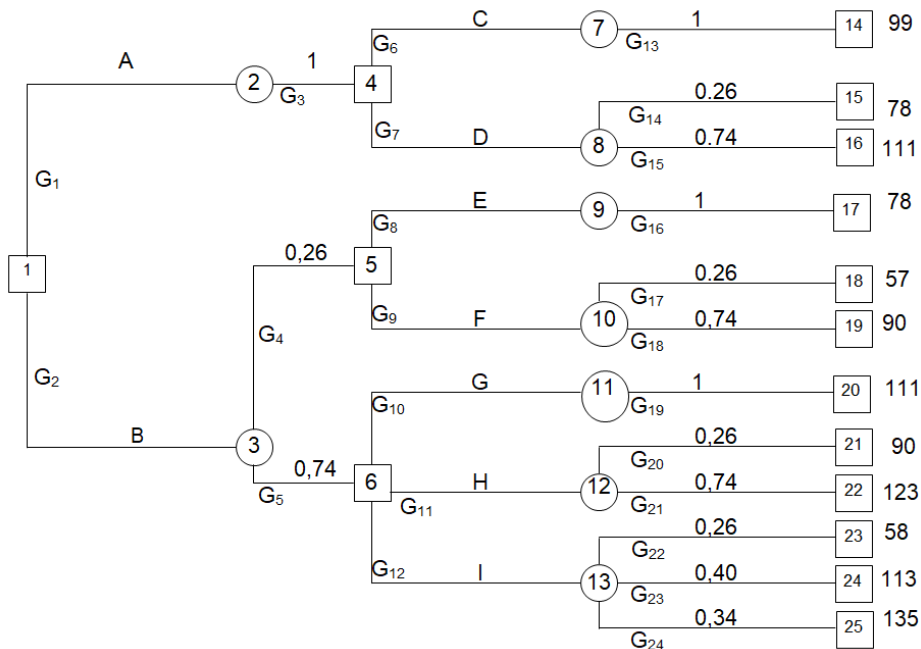 C 7 1 14 99
G₆ G₁₃
A 2 1 4
G₃
0.26 15 78
G₁₄
G₇ D 8 0.74 16 111
G₁₅
G₁
E 9 1 17 78
G₈ G₁₆
0,26 5
1
0.26 18 57
G₁₇
G₉ F 10 0,74 19 90
G₄ G₁₈
G₂
G 11 1 20 111
G₁₀ G₁₉
B 3
0,26 21 90
G₂₀
0,74 6 H 12 0,74 22 123
G₅ G₁₁ G₂₁
0,26 23 58
G₂₂
G₁₂ I 13 0,40 24 113
G₂₃
0,34 25 135
G₂₄